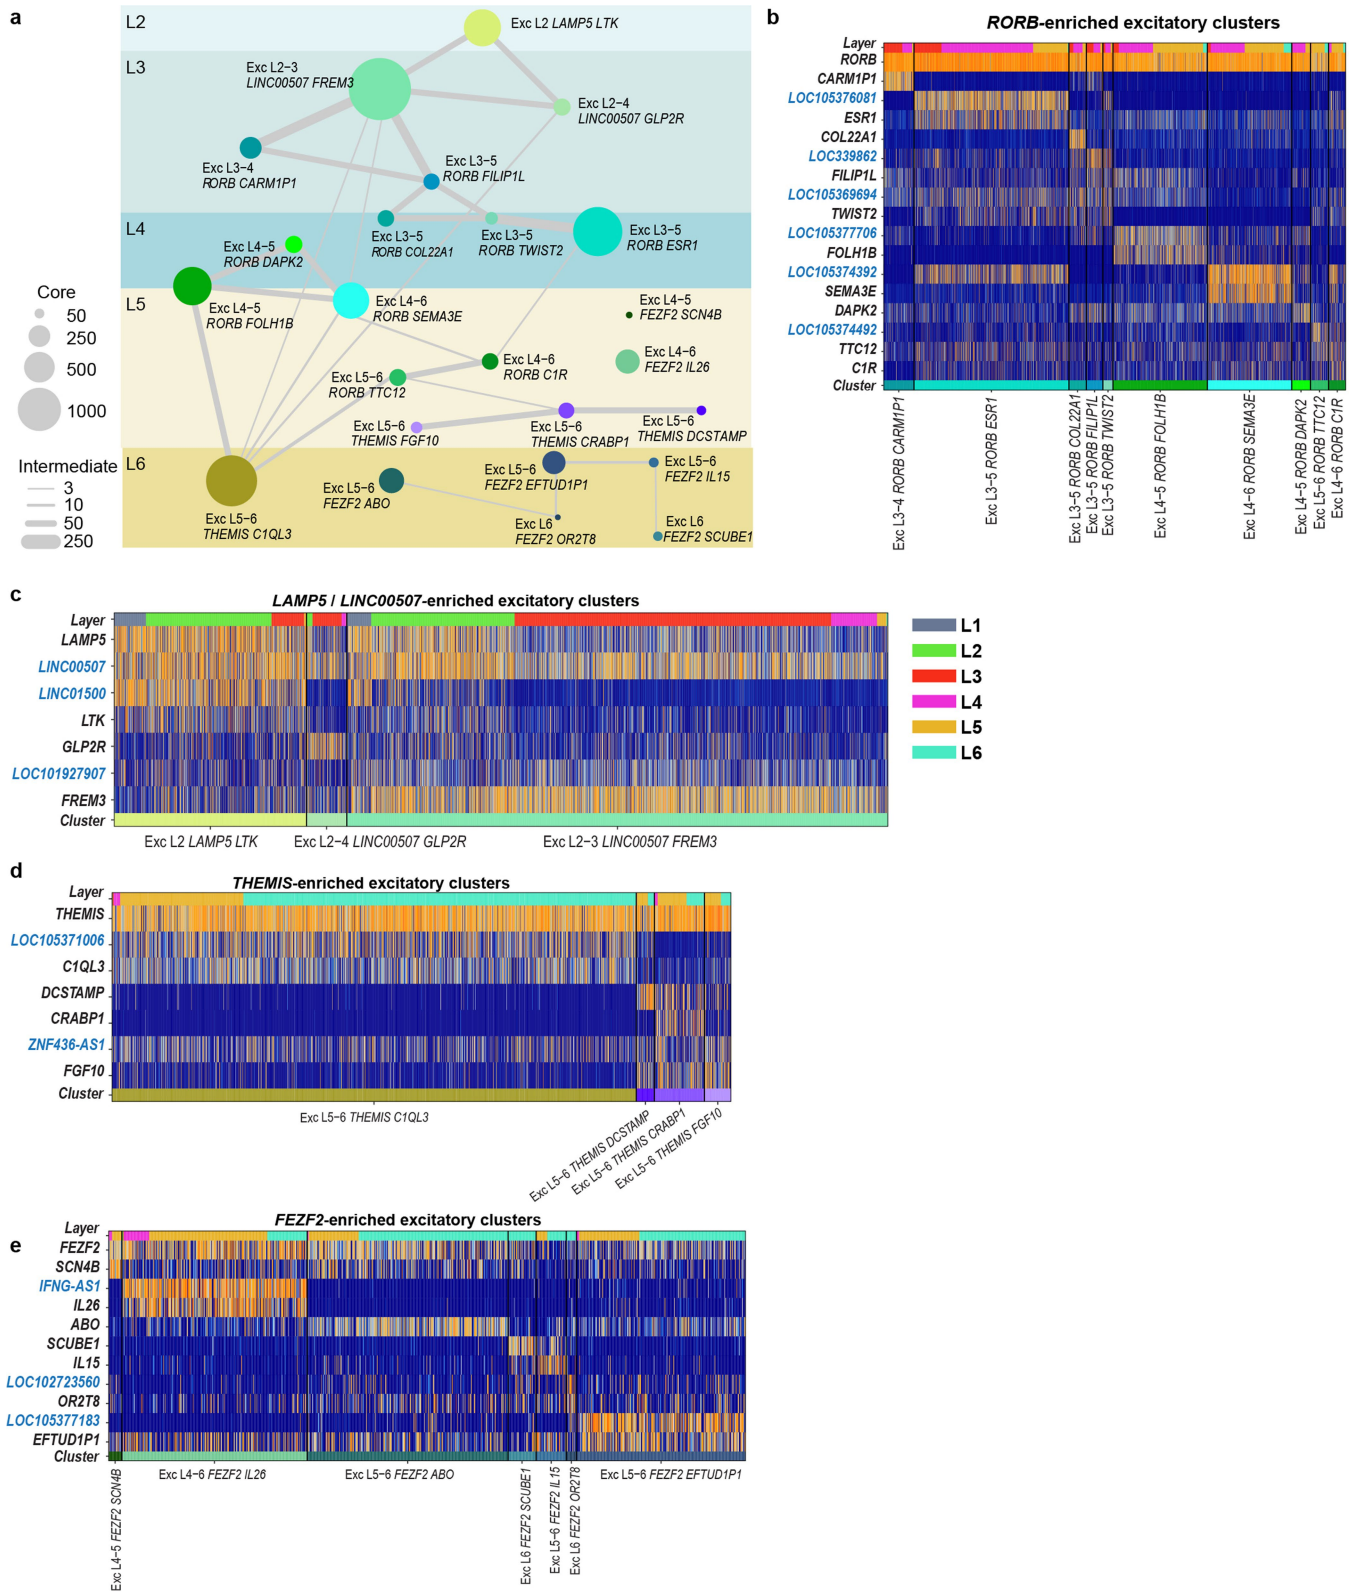 a
L2
Exc L2 LAMP5 LTK
L3
Exc L2–3
LINC00507 FREM3
Exc L2–4
LINC00507 GLP2R
Exc L3–4
RORB CARM1P1
Exc L3–5
RORB FILIP1L
L4
Exc L4–5
RORB DAPK2
Exc L3–5
RORB COL22A1
Exc L3–5
RORB TWIST2
Exc L3–5
RORB ESR1
L5
Exc L4–5
RORB FOLH1B
Exc L4–6
RORB SEMA3E
Exc L4–5
FEZF2 SCN4B
Exc L4–6
RORB C1R
Exc L4–6
FEZF2 IL26
Exc L5–6
RORB TTC12
Exc L5–6
THEMIS FGF10
Exc L5–6
THEMIS CRABP1
Exc L5–6
THEMIS DCSTAMP
L6
Exc L5–6
THEMIS C1QL3
Exc L5–6
FEZF2 ABO
Exc L5–6
FEZF2 EFTUD1P1
Exc L5–6
FEZF2 IL15
Exc L6
FEZF2 OR2T8
Exc L6
FEZF2 SCUBE1
Core
50
250
500
1000
Intermediate
3
10
50
250
b
RORB-enriched excitatory clusters
Layer
RORB
CARM1P1
LOC105376081
ESR1
COL22A1
LOC339862
FILIP1L
LOC105369694
TWIST2
LOC105377706
FOLH1B
LOC105374392
SEMA3E
DAPK2
LOC105374492
TTC12
C1R
Cluster
Exc L3–4 RORB CARM1P1
Exc L3–5 RORB ESR1
Exc L3–5 RORB COL22A1
Exc L3–5 RORB FILIP1L
Exc L3–5 RORB TWIST2
Exc L4–5 RORB FOLH1B
Exc L4–6 RORB SEMA3E
Exc L4–5 RORB DAPK2
Exc L5–6 RORB TTC12
Exc L4–6 RORB C1R
c
LAMP5 / LINC00507-enriched excitatory clusters
Layer
LAMP5
LINC00507
LINC01500
LTK
GLP2R
LOC101927907
FREM3
Cluster
Exc L2 LAMP5 LTK
Exc L2–4 LINC00507 GLP2R
Exc L2–3 LINC00507 FREM3
L1
L2
L3
L4
L5
L6
d
THEMIS-enriched excitatory clusters
Layer
THEMIS
LOC105371006
C1QL3
DCSTAMP
CRABP1
ZNF436-AS1
FGF10
Cluster
Exc L5–6 THEMIS C1QL3
Exc L5–6 THEMIS DCSTAMP
Exc L5–6 THEMIS CRABP1
Exc L5–6 THEMIS FGF10
e
FEZF2-enriched excitatory clusters
Layer
FEZF2
SCN4B
IFNG-AS1
IL26
ABO
SCUBE1
IL15
LOC102723560
OR2T8
LOC105377183
EFTUD1P1
Cluster
Exc L4–5 FEZF2 SCN4B
Exc L4–6 FEZF2 IL26
Exc L5–6 FEZF2 ABO
Exc L6 FEZF2 SCUBE1
Exc L5–6 FEZF2 IL15
Exc L6 FEZF2 OR2T8
Exc L5–6 FEZF2 EFTUD1P1